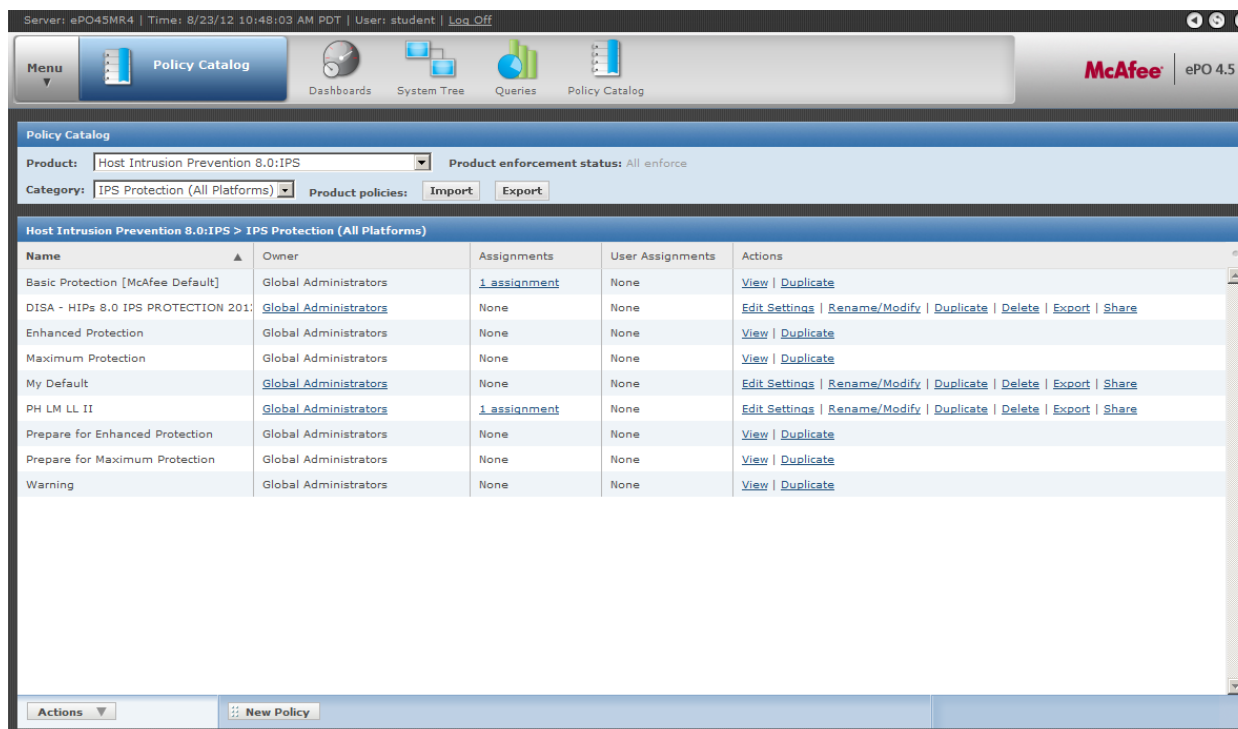 Server: ePO45MR4 | Time: 8/23/12 10:48:03 AM PDT | User: student | Log Off
Menu
Policy Catalog
Dashboards
System Tree
Queries
Policy Catalog
McAfee
ePO 4.5
Policy Catalog
Product: Host Intrusion Prevention 8.0:IPS Product enforcement status: All enforce
Category: IPS Protection (All Platforms) Product policies: Import Export
Host Intrusion Prevention 8.0:IPS > IPS Protection (All Platforms)
Name Owner Assignments User Assignments Actions
Basic Protection [McAfee Default] Global Administrators 1 assignment None View | Duplicate
DISA - HIPs 8.0 IPS PROTECTION Global Administrators None None Edit Settings | Rename/Modify | Duplicate | Delete | Export | Share
Enhanced Protection Global Administrators None None View | Duplicate
Maximum Protection Global Administrators None None View | Duplicate
My Default Global Administrators None None Edit Settings | Rename/Modify | Duplicate | Delete | Export | Share
PH LM LL II Global Administrators 1 assignment None Edit Settings | Rename/Modify | Duplicate | Delete | Export | Share
Prepare for Enhanced Protection Global Administrators None None View | Duplicate
Prepare for Maximum Protection Global Administrators None None View | Duplicate
Warning Global Administrators None None View | Duplicate
Actions
New Policy